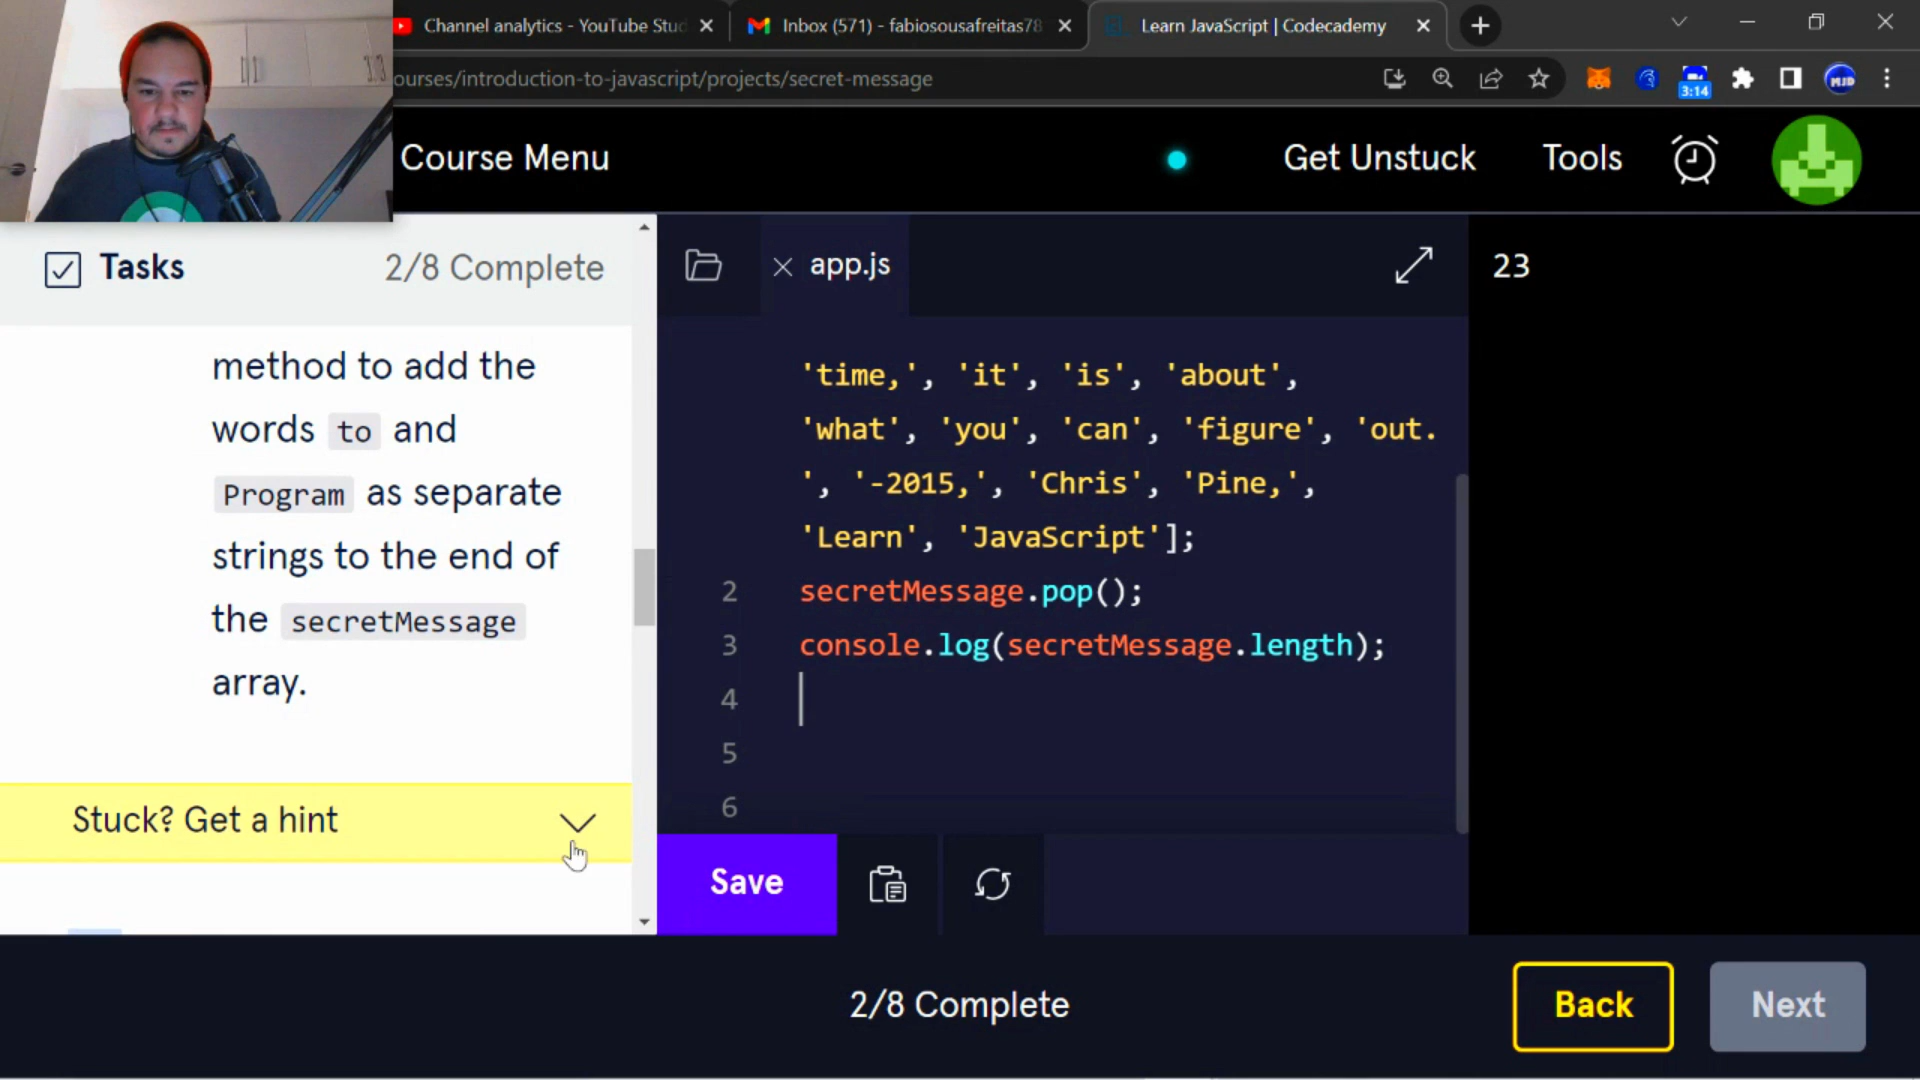 Channel analytics - YouTube Stud
Inbox (571) - fabiosousafreitas78
Learn JavaScript | Codecademy
ourses/introduction-to-javascript/projects/secret-message
3:14
MJD
Course Menu
Get Unstuck
Tools
Tasks
2/8 Complete
method to add the
words to and
Program as separate
strings to the end of
the secretMessage
array.
Stuck? Get a hint
app.js
'time,', 'it', 'is', 'about',
'what', 'you', 'can', 'figure', 'out.
', '-2015,', 'Chris', 'Pine,',
'Learn', 'JavaScript'];
2 secretMessage.pop();
3 console.log(secretMessage.length);
4
5
6
Save
23
2/8 Complete
Back
Next